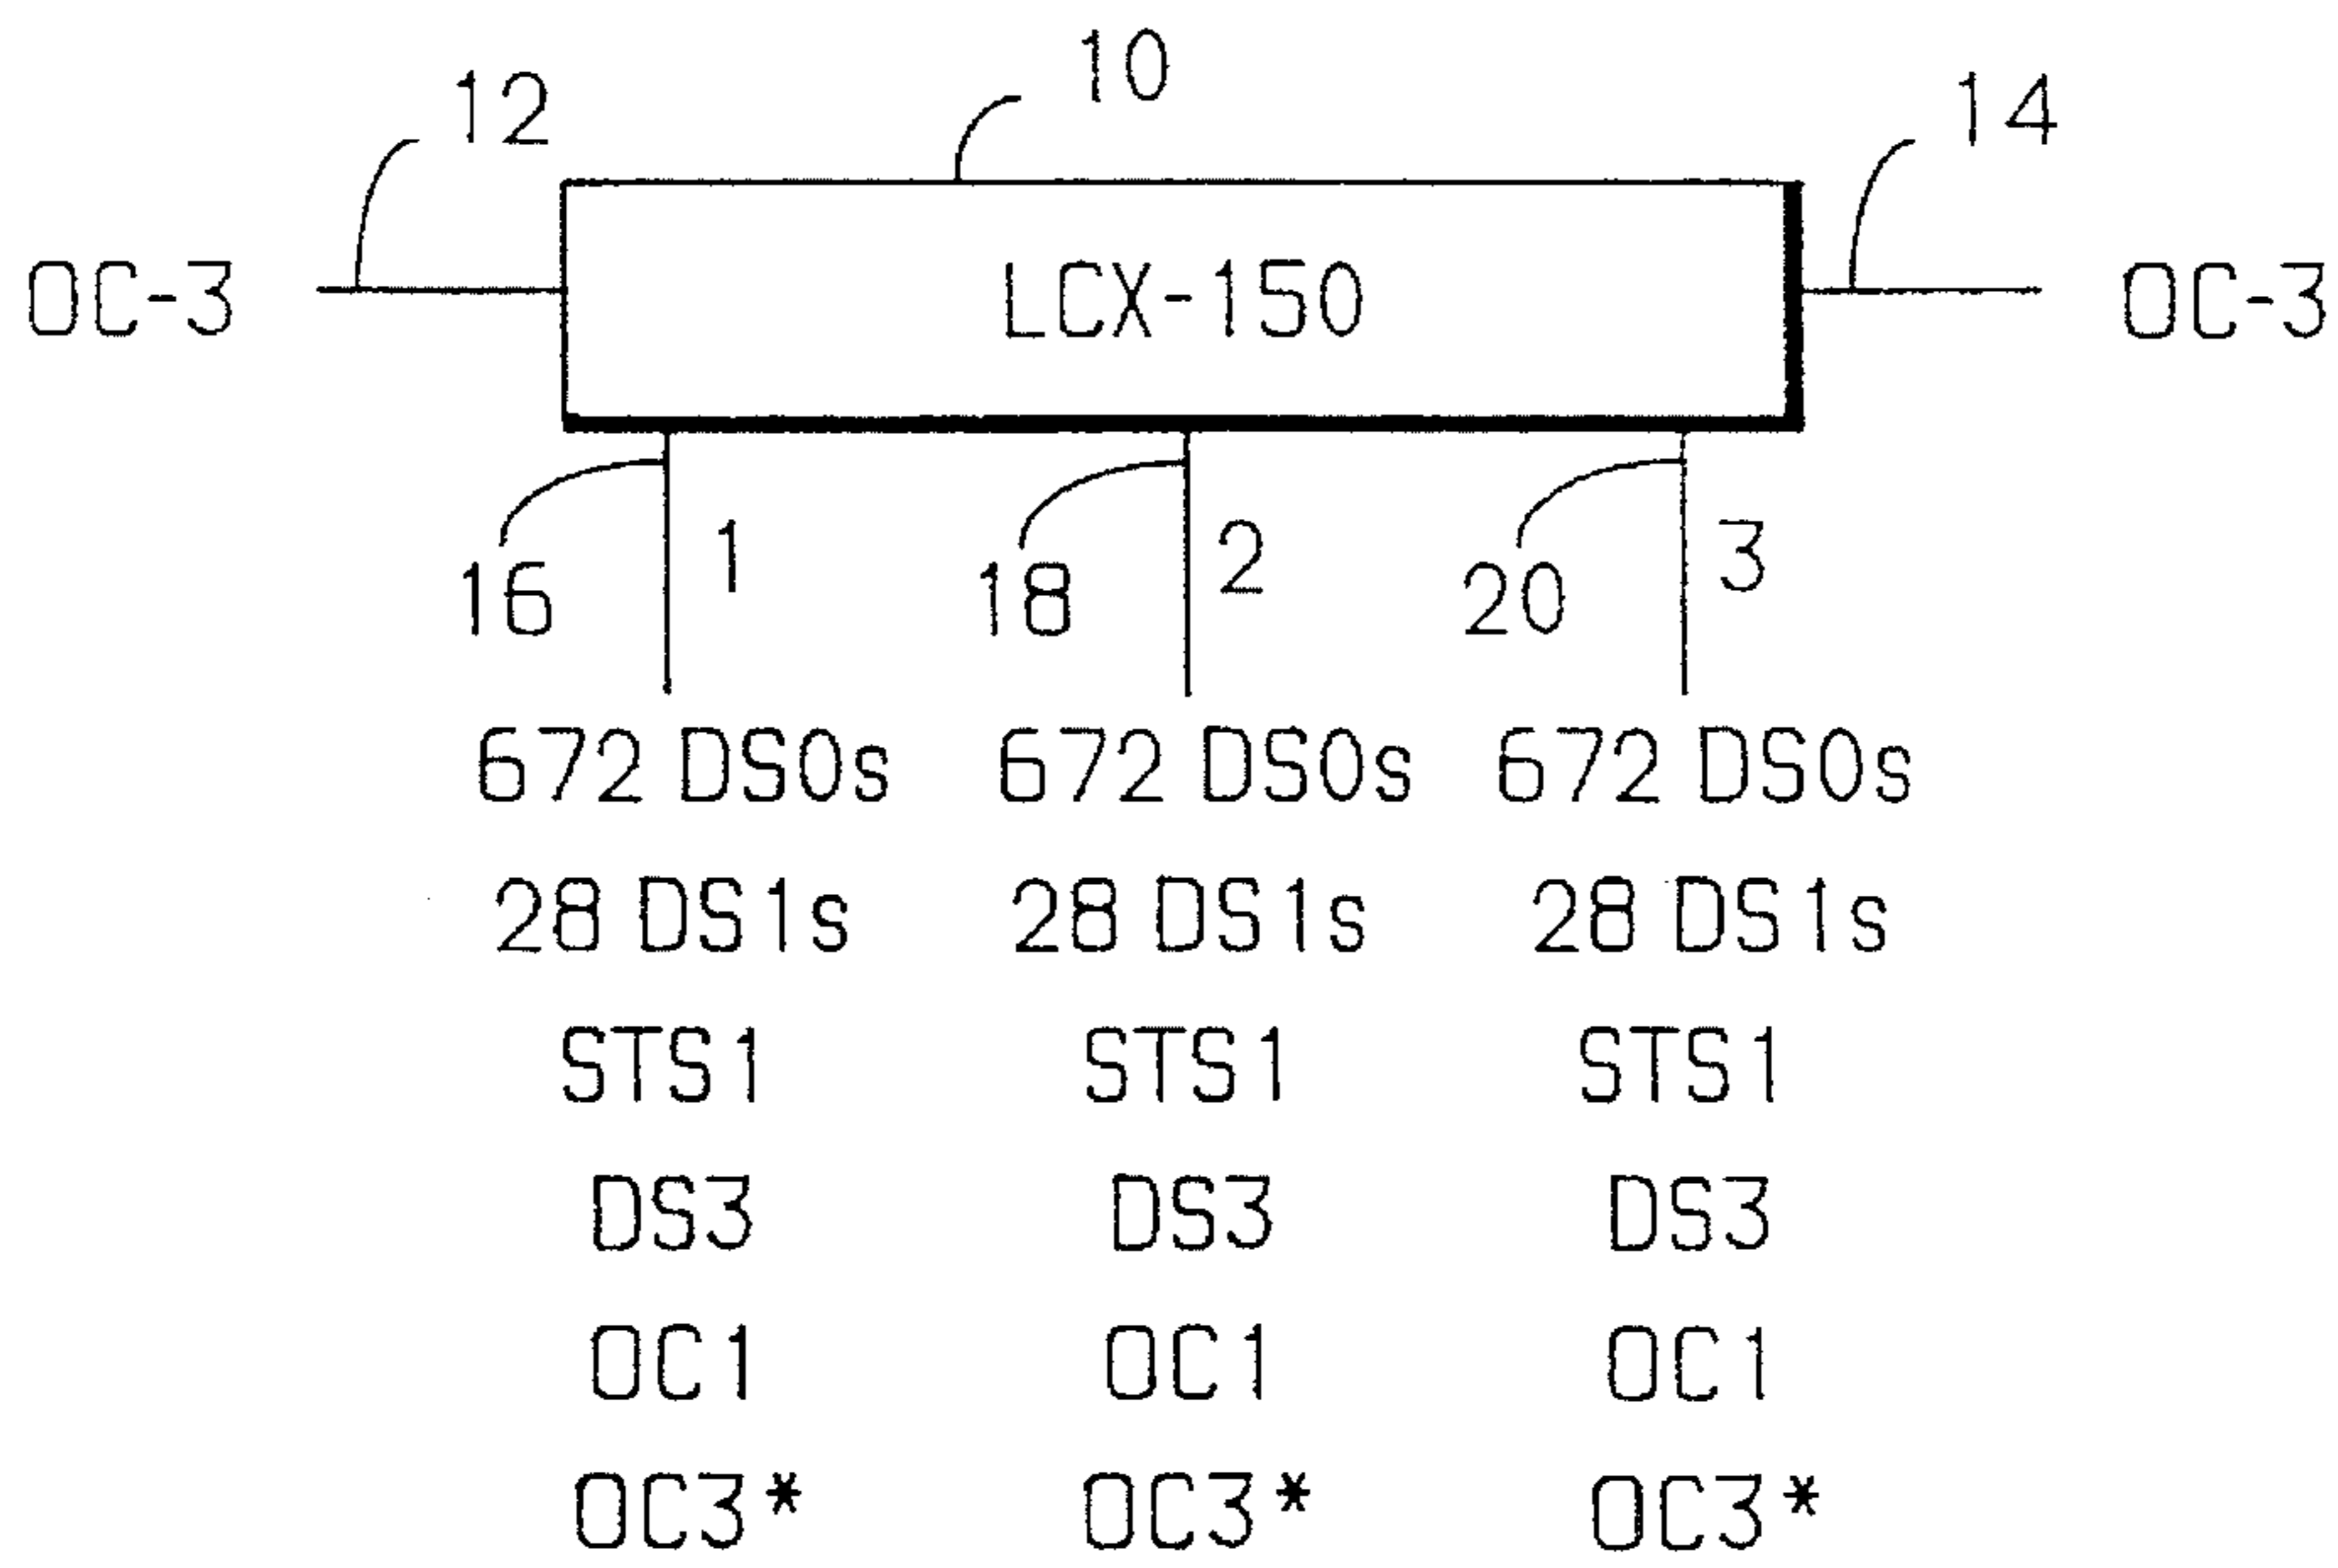 10
12
14
OC-3
LCX-150
OC-3
1
2
3
16
18
20
672 DS0s 672 DS0s 672 DS0s
28 DS1s 28 DS1s 28 DS1s
STS1 STS1 STS1
DS3 DS3 DS3
OC1 OC1 OC1
OC3* OC3* OC3*